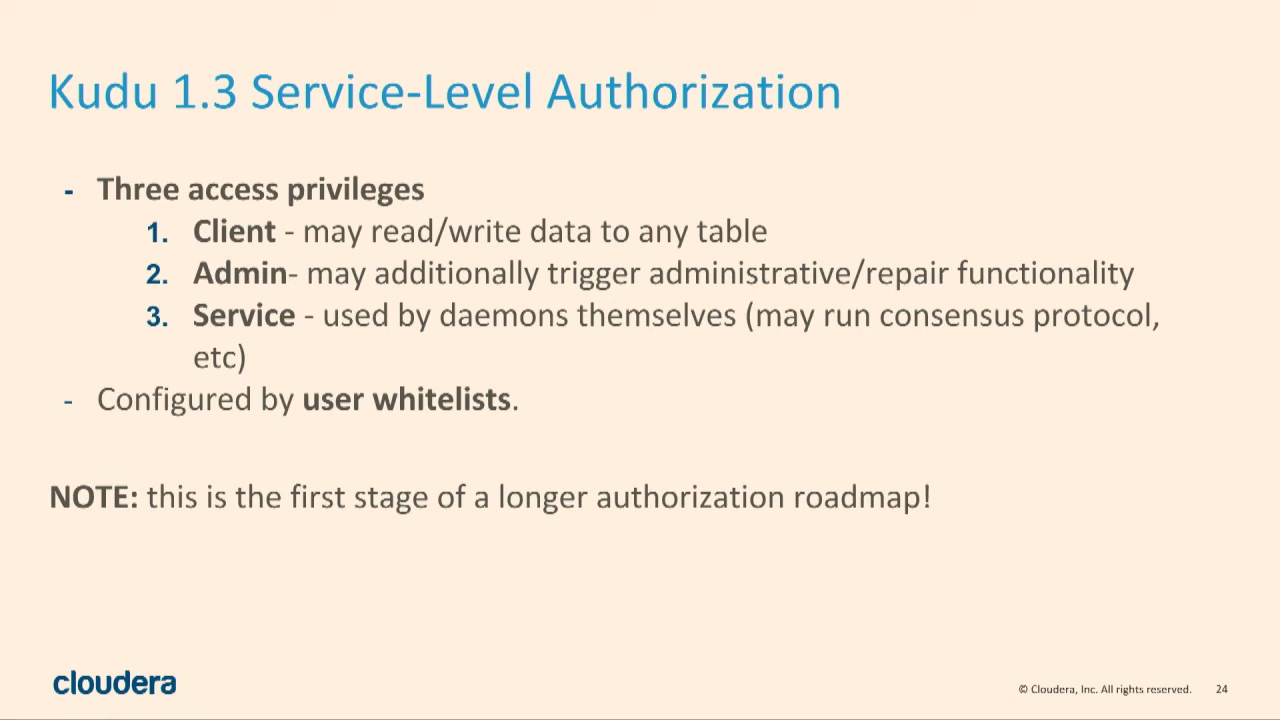 Kudu 1.3 Service-Level Authorization
- Three access privileges
1. Client - may read/write data to any table
2. Admin- may additionally trigger administrative/repair functionality
3. Service - used by daemons themselves (may run consensus protocol,
etc)
- Configured by user whitelists.
NOTE: this is the first stage of a longer authorization roadmap!
cloudera
© Cloudera, Inc. All rights reserved. 24